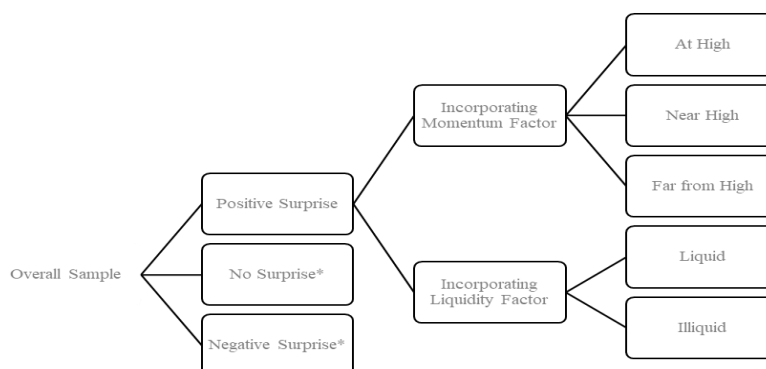 Overall Sample
Positive Surprise
No Surprise*
Negative Surprise*
Incorporating
Momentum Factor
Incorporating
Liquidity Factor
At High
Near High
Far from High
Liquid
Illiquid